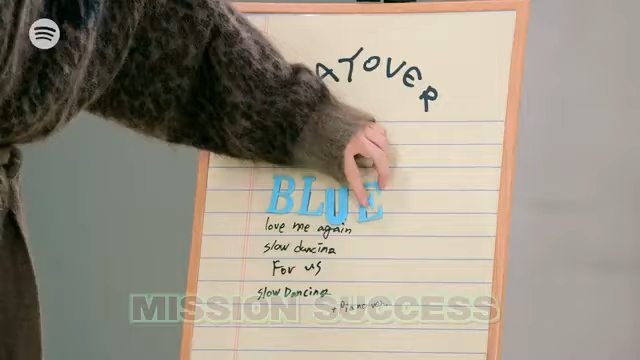 AYOVER
BLUE
love me again
slow dancing
For us
slow Dancing
MISSION SUCCESS